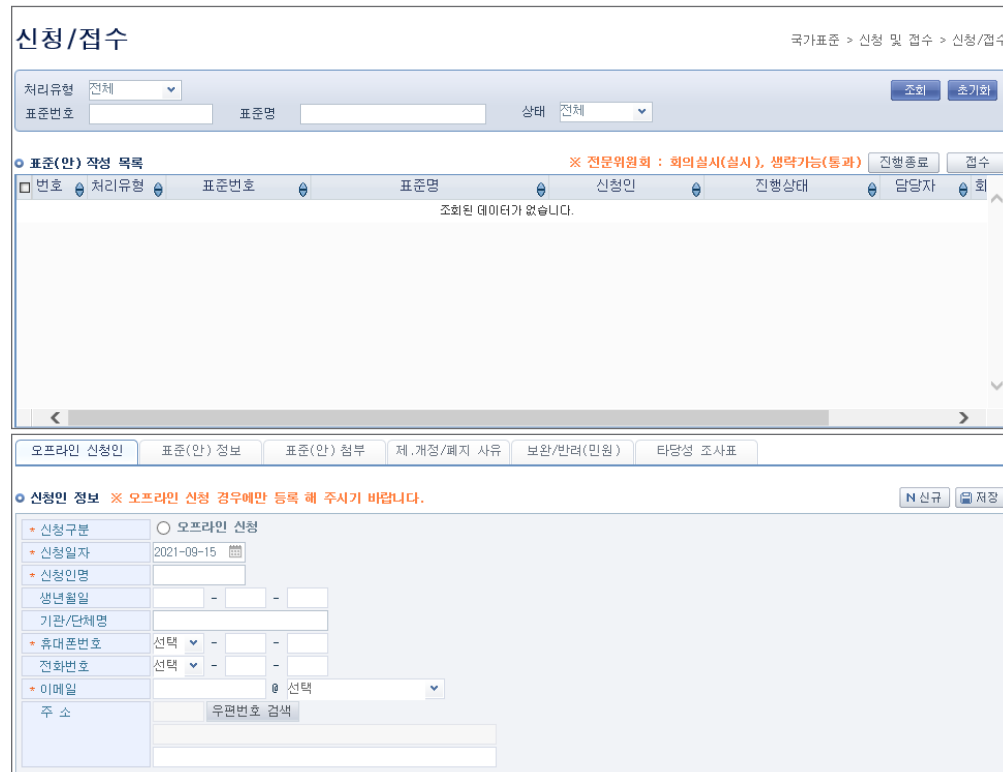 신청/접수
국가표준 > 신청 및 접수 > 신청/접수
처리유형 전체 조회 초기화
표준번호 표준명 상태 전체
표준(안) 작성 목록 ※ 전문위원회 : 회의실시(실시), 생략가능(통과) 진행종료 접수
번호 처리유형 표준번호 표준명 신청인 진행상태 담당자 회
조회된 데이터가 없습니다.
오프라인 신청인 표준(안) 정보 표준(안) 첨부 제.개정/폐지 사유 보완/반려(민원) 타당성 조사표
신청인 정보 ※ 오프라인 신청 경우에만 등록 해 주시기 바랍니다. N 신규 저장
* 신청구분 오프라인 신청
* 신청일자 2021-09-15
* 신청인명
생년월일 - -
기관/단체명
* 휴대폰번호 선택 - -
전화번호 선택 - -
* 이메일 @ 선택
주 소 우편번호 검색